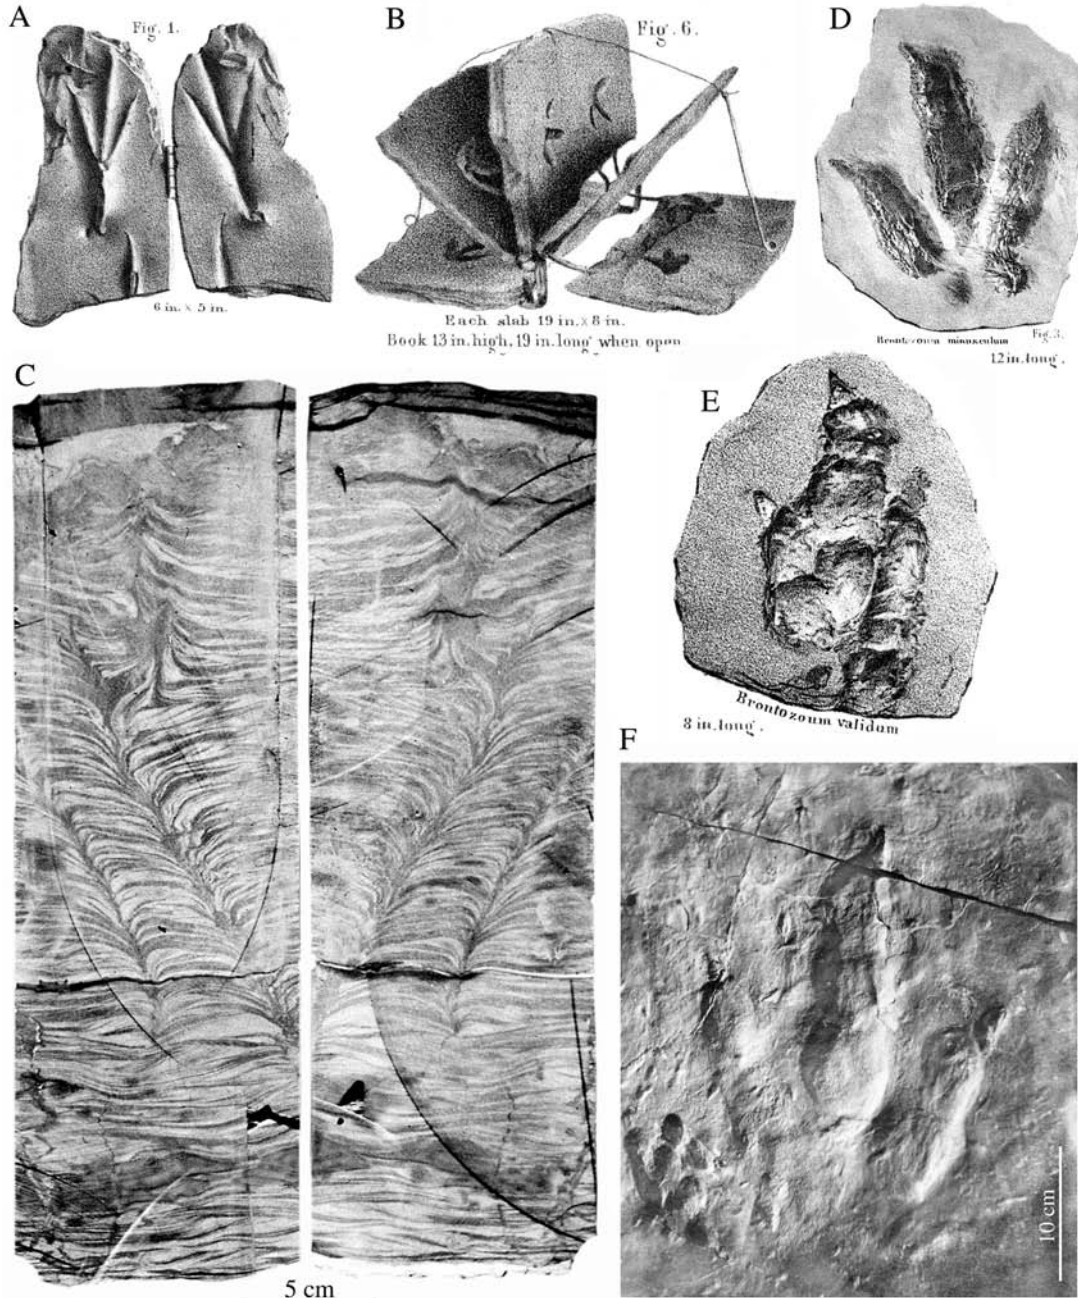 A
Fig. 1.
6 in. x 5 in.
B
Fig. 6.
Each slab 19 in. x 8 in.
Book 13 in. high, 19 in. long when open
D
Brontozoum minusculum
Fig. 3.
12 in. long.
C
5 cm
E
Brontozoum validum
8 in. long.
F
10 cm